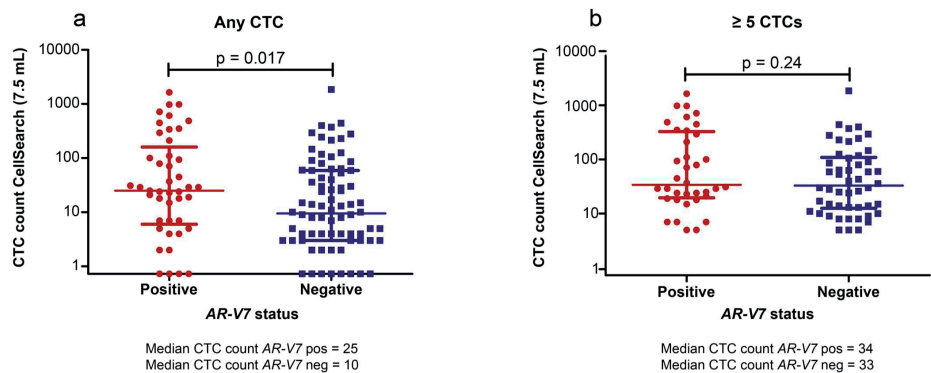 a
Any CTC
CTC count CellSearch (7.5 mL)
10000
1000
100
10
1
p = 0.017
Positive
Negative
AR-V7 status
Median CTC count AR-V7 pos = 25
Median CTC count AR-V7 neg = 10
b
≥ 5 CTCs
CTC count CellSearch (7.5 mL)
10000
1000
100
10
1
p = 0.24
Positive
Negative
AR-V7 status
Median CTC count AR-V7 pos = 34
Median CTC count AR-V7 neg = 33